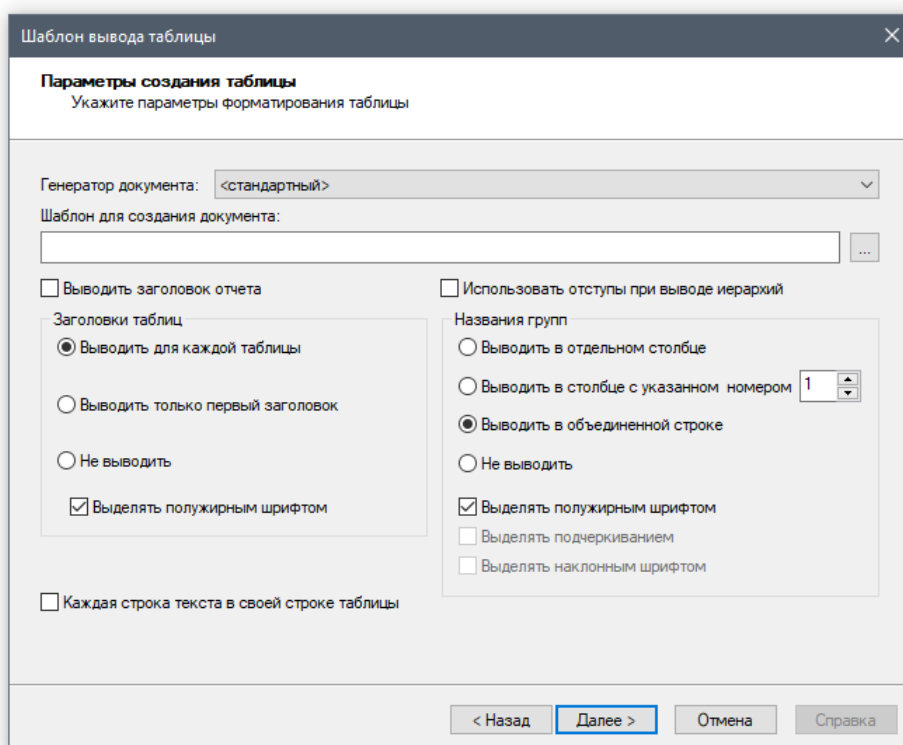 Шаблон вывода таблицы
Параметры создания таблицы
Укажите параметры форматирования таблицы
Генератор документа: <стандартный>
Шаблон для создания документа:
...
Выводить заголовок отчета
Использовать отступы при выводе иерархий
Заголовки таблиц
Выводить для каждой таблицы
Выводить только первый заголовок
Не выводить
Выделять полужирным шрифтом
Названия групп
Выводить в отдельном столбце
Выводить в столбце с указанном номером 1
Выводить в объединенной строке
Не выводить
Выделять полужирным шрифтом
Выделять подчеркиванием
Выделять наклонным шрифтом
Каждая строка текста в своей строке таблицы
< Назад Далее > Отмена Справка